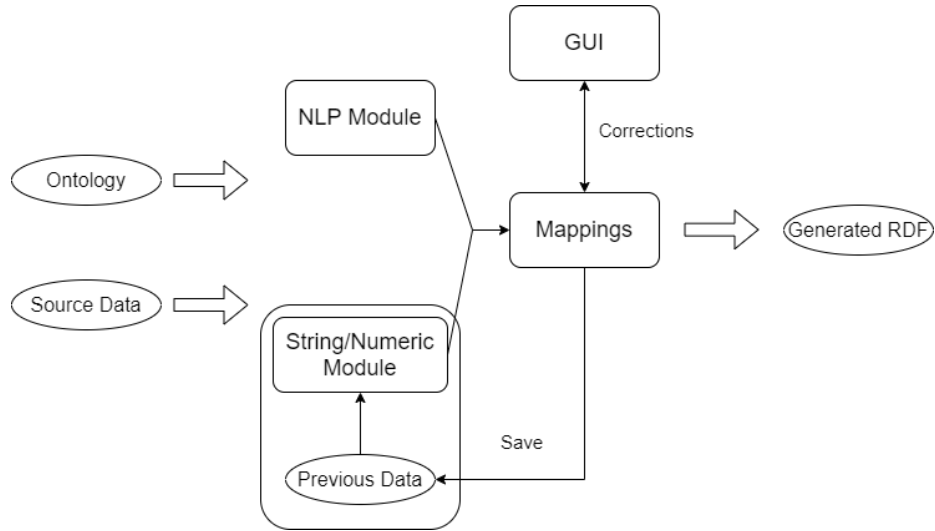 GUI
NLP Module
Corrections
Ontology
Mappings
Generated RDF
Source Data
String/Numeric
Module
Save
Previous Data